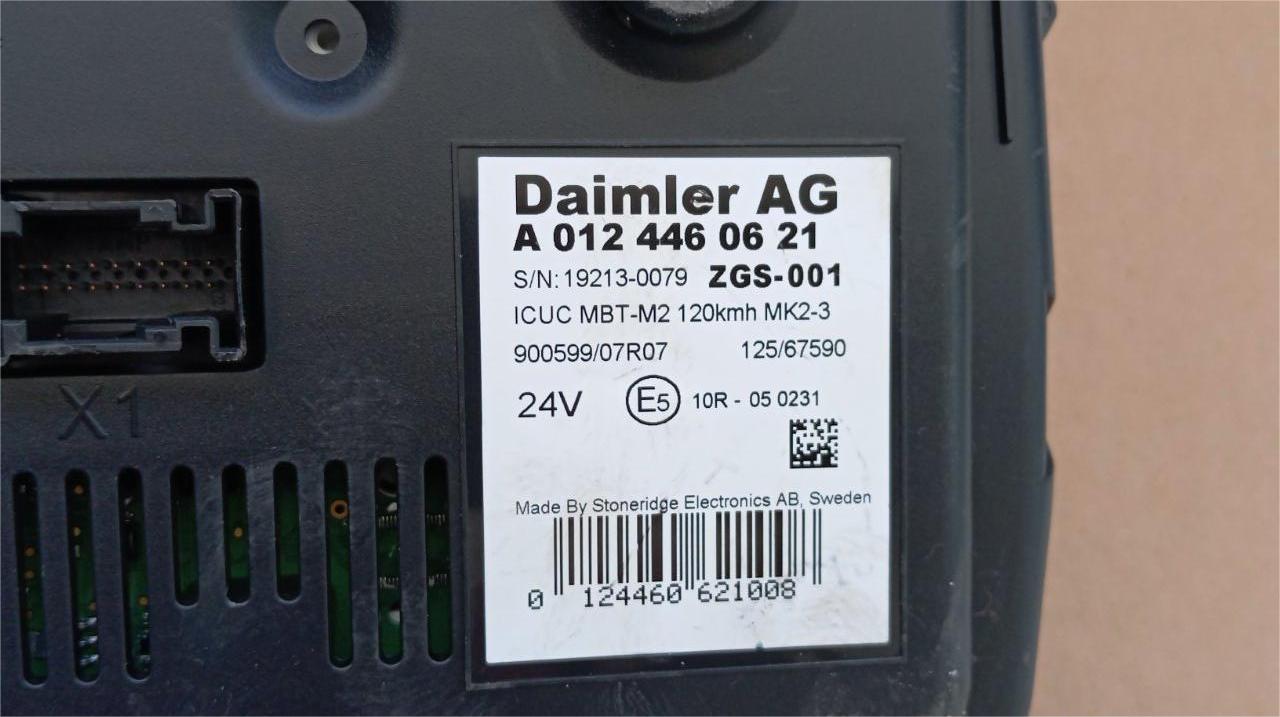 Daimler AG
A 012 446 06 21
S/N: 19213-0079 ZGS-001
ICUC MBT-M2 120kmh MK2-3
900599/07R07 125/67590
24V E5 10R - 05 0231
Made By Stoneridge Electronics AB, Sweden
0 124460 621008
X1